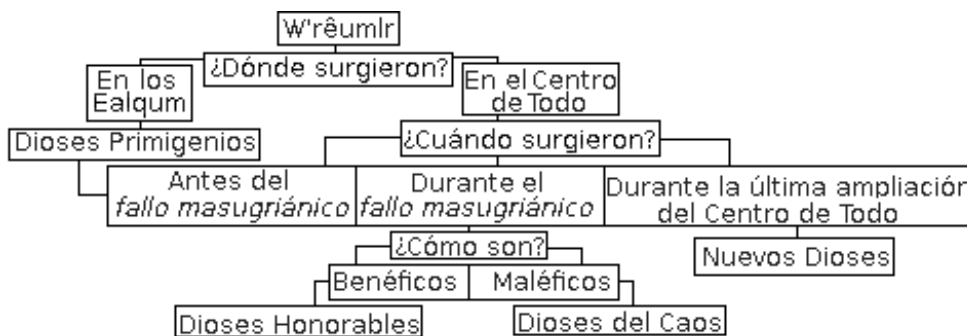 W'rêumlr
¿Dónde surgieron?
En los
Ealqum
En el Centro
de Todo
Dioses Primigenios
¿Cuándo surgieron?
Antes del
fallo masugriánico
Durante el
fallo masugriánico
Durante la última ampliación
del Centro de Todo
¿Cómo son?
Nuevos Dioses
Benéficos
Maléficos
Dioses Honorables
Dioses del Caos